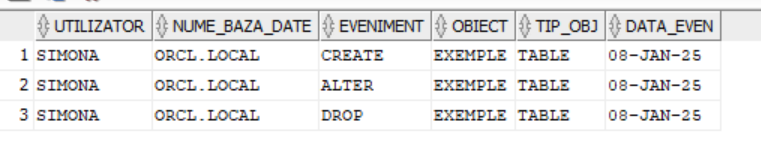 UTILIZATOR NUME_BAZA_DATE EVENIMENT OBIECT TIP_OBJ DATA_EVEN
1 SIMONA ORCL.LOCAL CREATE EXEMPLE TABLE 08-JAN-25
2 SIMONA ORCL.LOCAL ALTER EXEMPLE TABLE 08-JAN-25
3 SIMONA ORCL.LOCAL DROP EXEMPLE TABLE 08-JAN-25